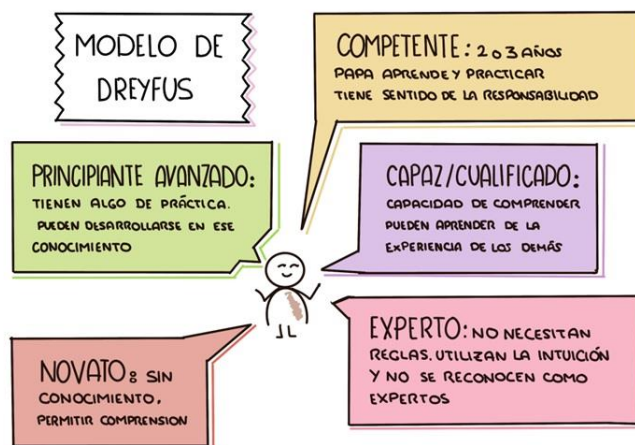 MODELO DE
DREYFUS
COMPETENTE: 2 o 3 AÑOS
PAPA APRENDE Y PRACTICAR
TIENE SENTIDO DE LA RESPONSABILIDAD
PRINCIPIANTE AVANZADO:
TIENEN ALGO DE PRÁCTICA.
PUEDEN DESARROLLARSE EN ESE
CONOCIMIENTO
CAPAZ/CUALIFICADO:
CAPACIDAD DE COMPRENDER
PUEDEN APRENDER DE LA
EXPERIENCIA DE LOS DEMÁS
NOVATO: SIN
CONOCIMIENTO,
PERMITIR COMPRENSION
EXPERTO: NO NECESITAN
REGLAS. UTILIZAN LA INTUICIÓN
Y NO SE RECONOCEN COMO
EXPERTOS